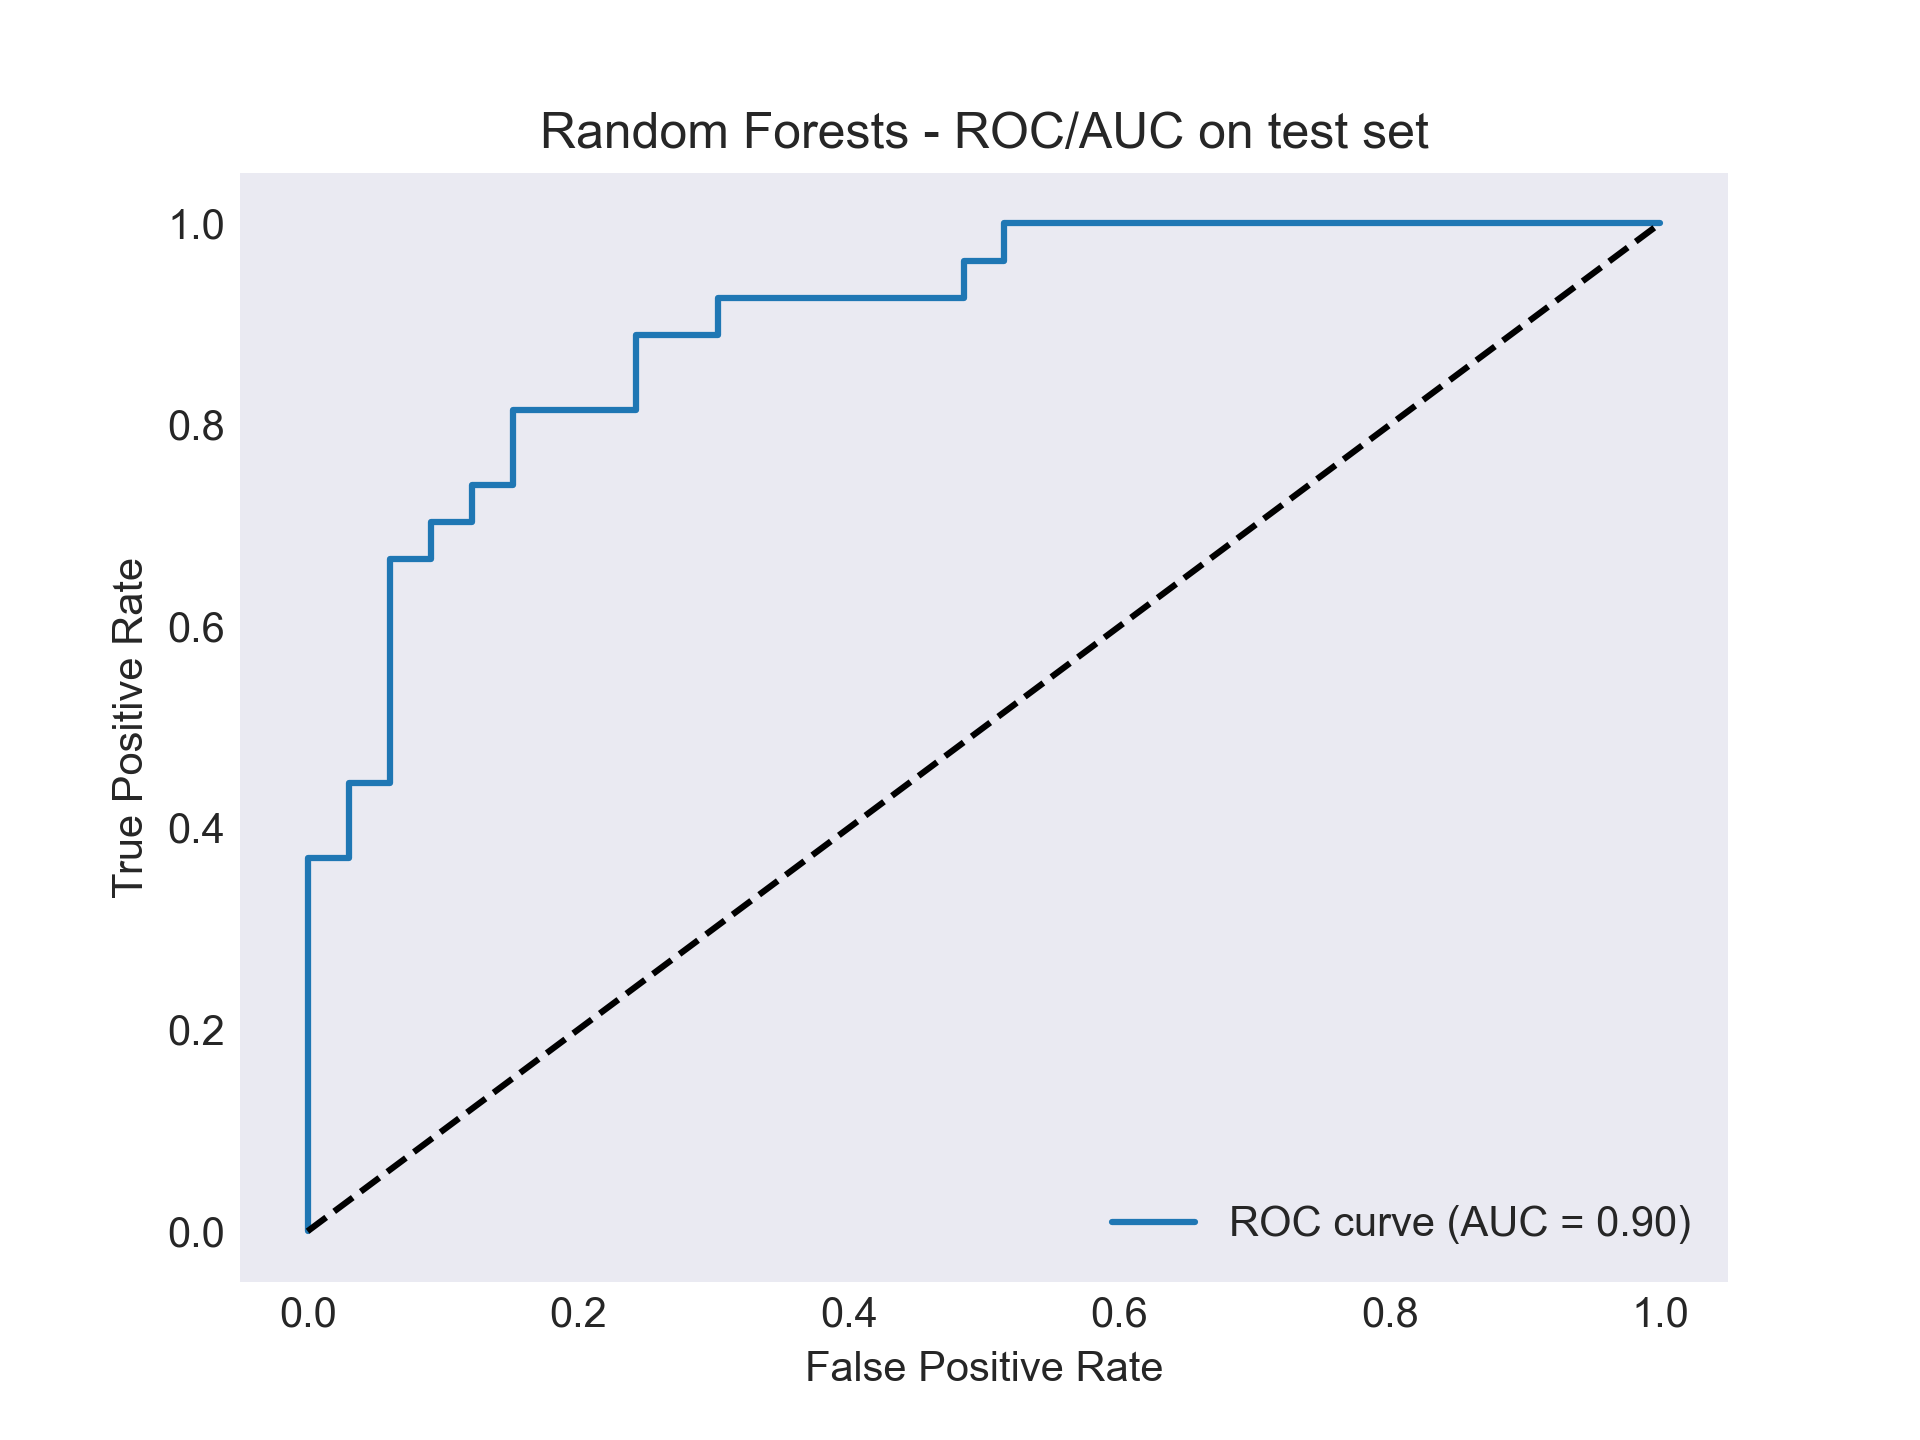 Random Forests - ROC/AUC on test set
1.0
0.8
0.6
0.4
0.2
0.0
True Positive Rate
0.0 0.2 0.4 0.6 0.8 1.0
False Positive Rate
ROC curve (AUC = 0.90)